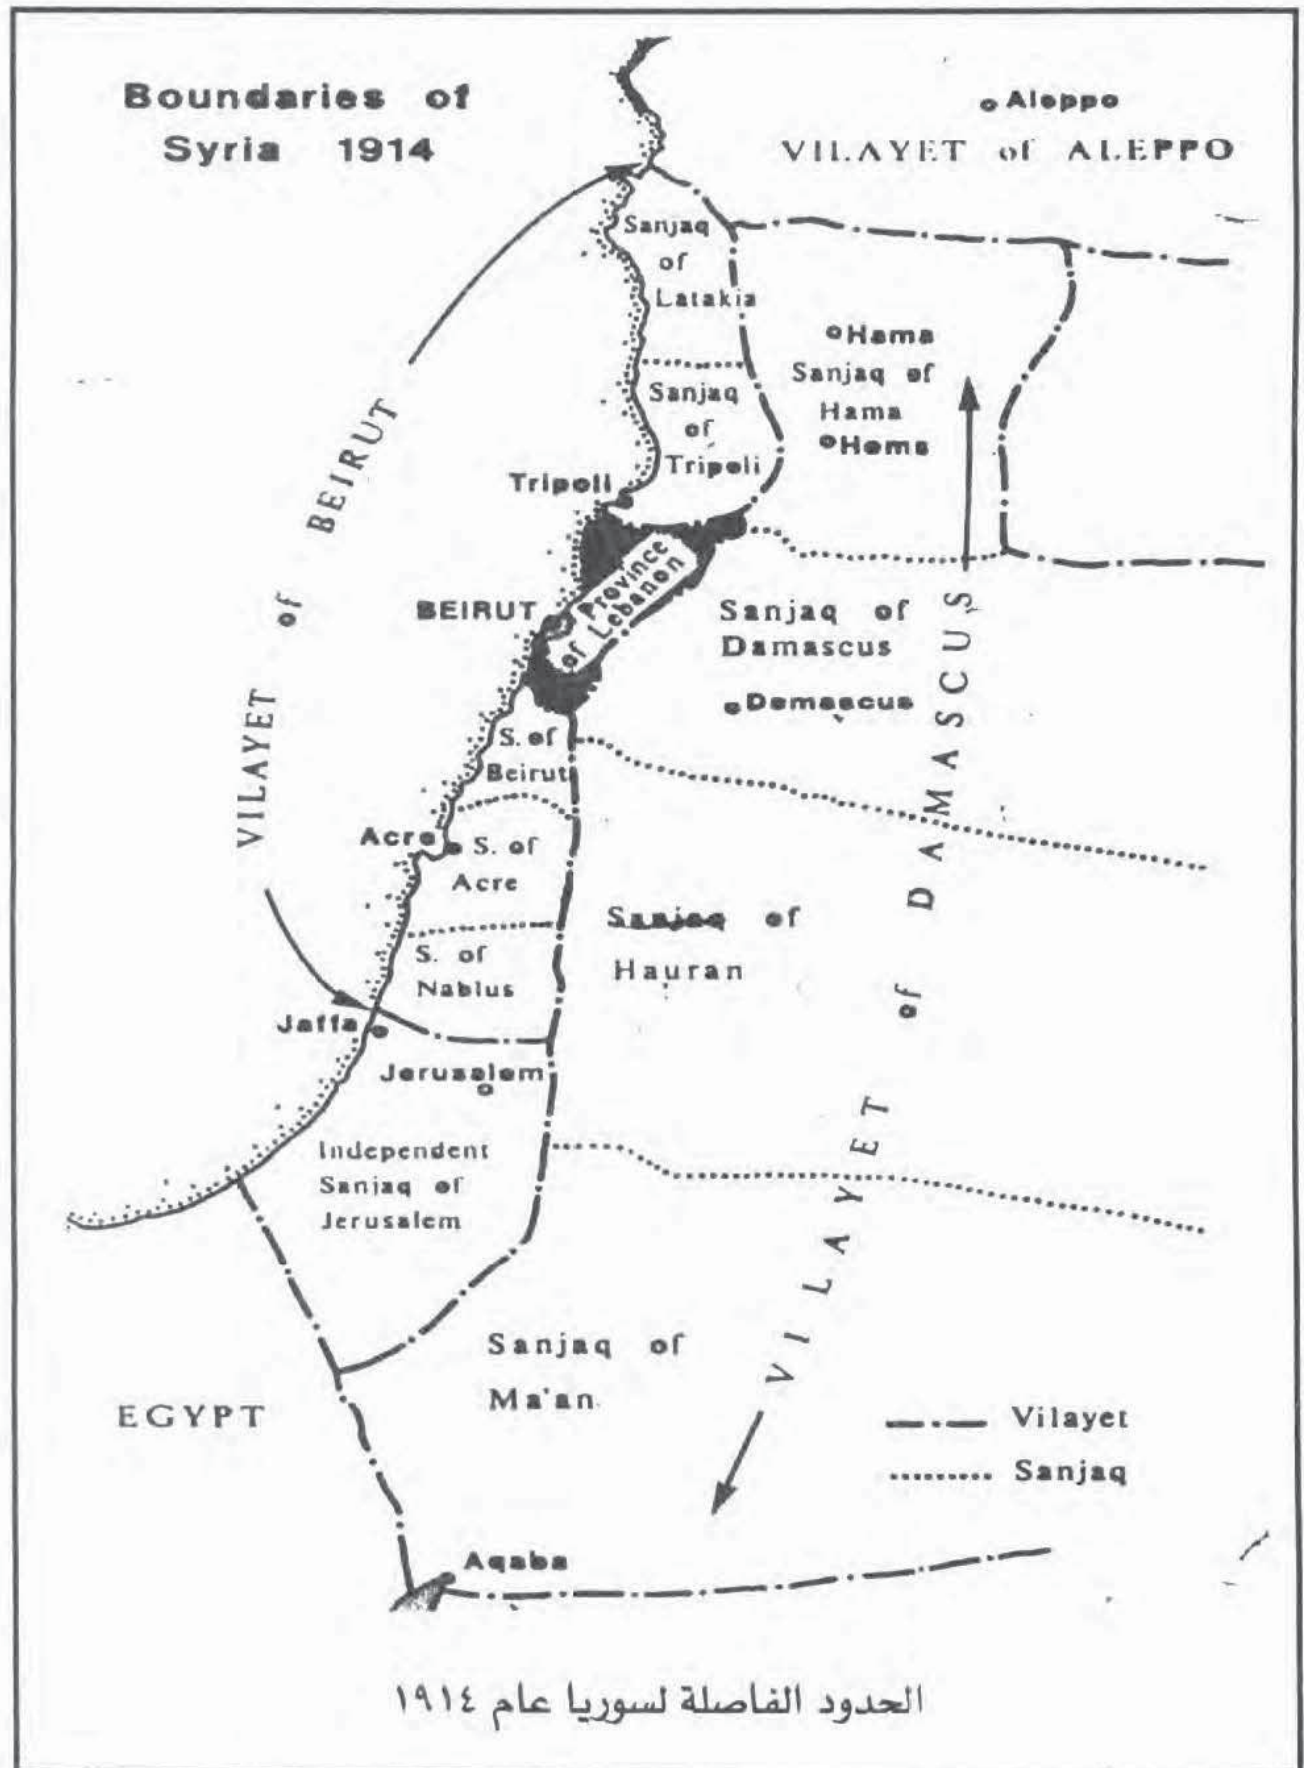 Boundaries of
Syria 1914
Aleppo
VILAYET of ALEPPO
Sanjaq
of
Latakia
Hama
Sanjaq of
Hama
Homs
Sanjaq
of
Tripoli
Tripoli
VILAYET of BEIRUT
Province
of Lebanon
BEIRUT
Sanjaq of
Damascus
Damascus
S. of
Beirut
Acre
S. of
Acre
Sanjaq of
Hauran
S. of
Nablus
VILAYET of DAMASCUS
Jaffa
Jerusalem
Independent
Sanjaq of
Jerusalem
Sanjaq of
Ma'an
EGYPT
Vilayet
Sanjaq
Aqaba
الحدود الفاصلة لسوريا عام ١٩١٤